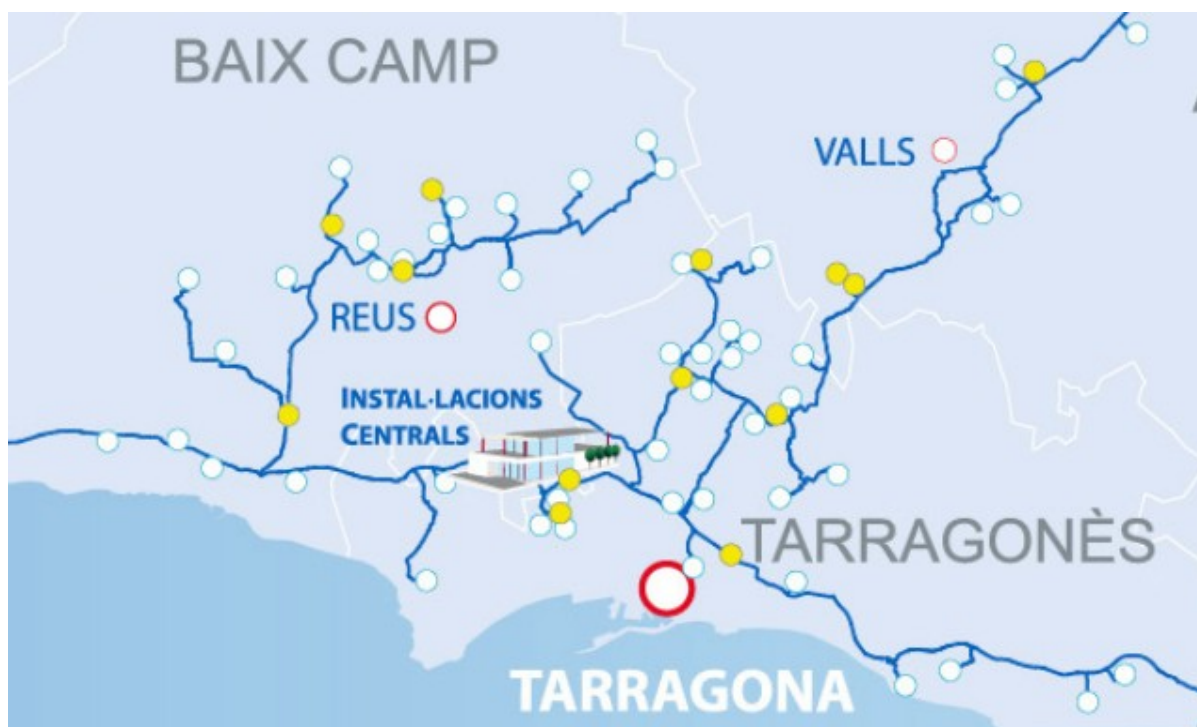 BAIX CAMP
VALLS
REUS
INSTAL·LACIONS
CENTRALS
TARRAGONÈS
TARRAGONA